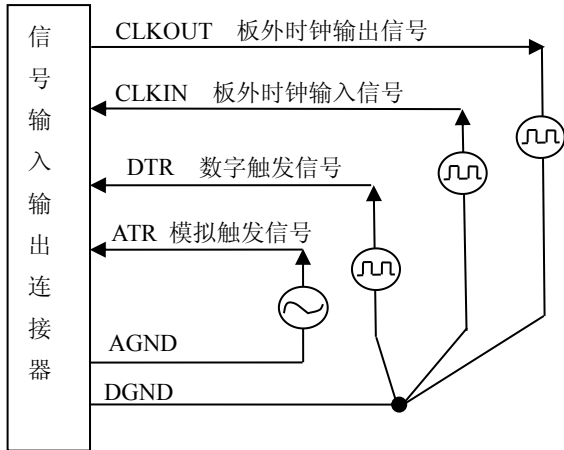 信号输入输出连接器
CLKOUT 板外时钟输出信号
CLKIN 板外时钟输入信号
DTR 数字触发信号
ATR 模拟触发信号
AGND
DGND